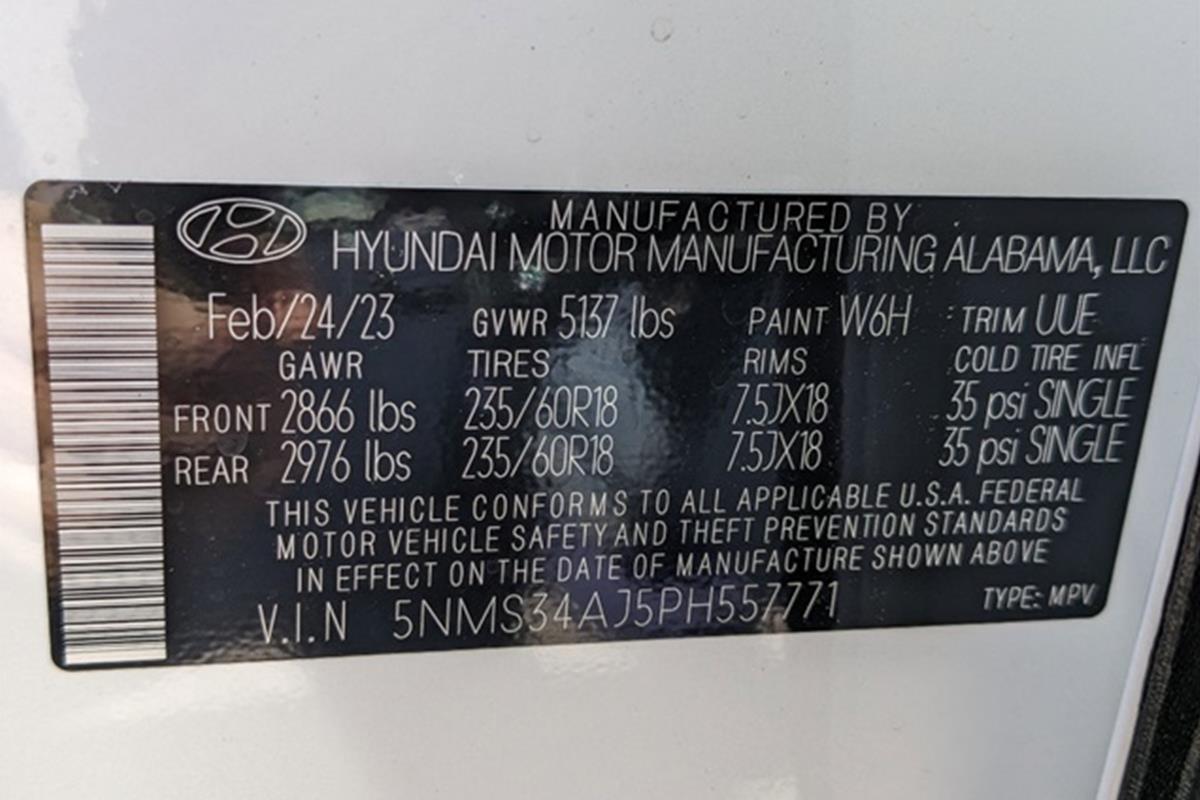 MANUFACTURED BY
HYUNDAI MOTOR MANUFACTURING ALABAMA, LLC
Feb/24/23 GVWR 5137 lbs PAINT W6H TRIM UUE
GAWR TIRES RIMS COLD TIRE INFL
FRONT 2866 lbs 235/60R18 7.5JX18 35 psi SINGLE
REAR 2976 lbs 235/60R18 7.5JX18 35 psi SINGLE
THIS VEHICLE CONFORMS TO ALL APPLICABLE U.S.A. FEDERAL
MOTOR VEHICLE SAFETY AND THEFT PREVENTION STANDARDS
IN EFFECT ON THE DATE OF MANUFACTURE SHOWN ABOVE
V.I.N 5NMS34AJ5PH557771 TYPE: MPV